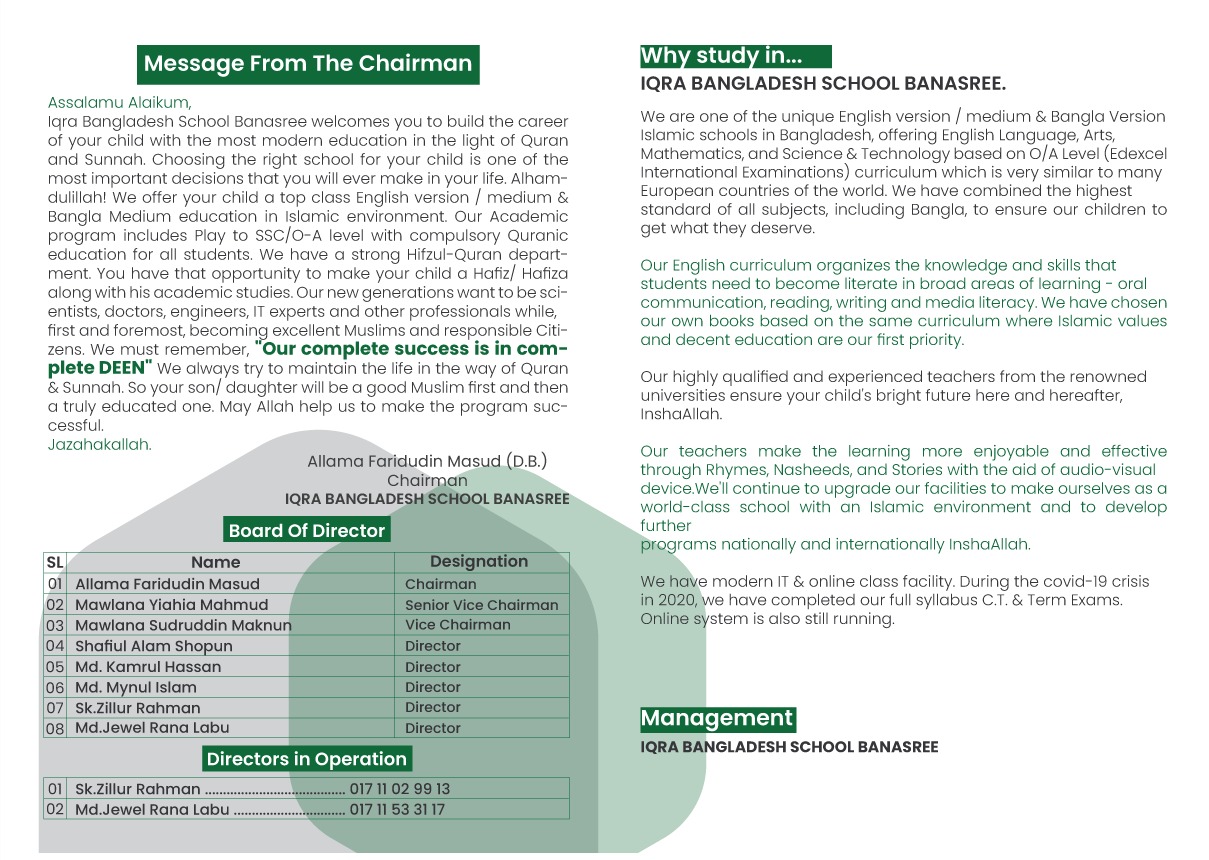 Message From The Chairman
Assalamu Alaikum,
Iqra Bangladesh School Banasree welcomes you to build the career
of your child with the most modern education in the light of Quran
and Sunnah. Choosing the right school for your child is one of the
most important decisions that you will ever make in your life. Alham-
dulillah! We offer your child a top class English version / medium &
Bangla Medium education in Islamic environment. Our Academic
program includes Play to SSC/O-A level with compulsory Quranic
education for all students. We have a strong Hifzul-Quran depart-
ment. You have that opportunity to make your child a Hafiz/ Hafiza
along with his academic studies. Our new generations want to be sci-
entists, doctors, engineers, IT experts and other professionals while,
first and foremost, becoming excellent Muslims and responsible Citi-
zens. We must remember, "Our complete success is in com-
plete DEEN" We always try to maintain the life in the way of Quran
& Sunnah. So your son/ daughter will be a good Muslim first and then
a truly educated one. May Allah help us to make the program suc-
cessful.
Jazahakallah.
Allama Faridudin Masud (D.B.)
Chairman
IQRA BANGLADESH SCHOOL BANASREE
Board Of Director
SL Name Designation
01 Allama Faridudin Masud Chairman
02 Mawlana Yiahia Mahmud Senior Vice Chairman
03 Mawlana Sudruddin Maknun Vice Chairman
04 Shafiul Alam Shopun Director
05 Md. Kamrul Hassan Director
06 Md. Mynul Islam Director
07 Sk.Zillur Rahman Director
08 Md.Jewel Rana Labu Director
Directors in Operation
01 Sk.Zillur Rahman ...................................... 017 11 02 99 13
02 Md.Jewel Rana Labu .............................. 017 11 53 31 17
Why study in...
IQRA BANGLADESH SCHOOL BANASREE.
We are one of the unique English version / medium & Bangla Version
Islamic schools in Bangladesh, offering English Language, Arts,
Mathematics, and Science & Technology based on O/A Level (Edexcel
International Examinations) curriculum which is very similar to many
European countries of the world. We have combined the highest
standard of all subjects, including Bangla, to ensure our children to
get what they deserve.
Our English curriculum organizes the knowledge and skills that
students need to become literate in broad areas of learning - oral
communication, reading, writing and media literacy. We have chosen
our own books based on the same curriculum where Islamic values
and decent education are our first priority.
Our highly qualified and experienced teachers from the renowned
universities ensure your child's bright future here and hereafter,
InshaAllah.
Our teachers make the learning more enjoyable and effective
through Rhymes, Nasheeds, and Stories with the aid of audio-visual
device.We'll continue to upgrade our facilities to make ourselves as a
world-class school with an Islamic environment and to develop
further
programs nationally and internationally InshaAllah.
We have modern IT & online class facility. During the covid-19 crisis
in 2020, we have completed our full syllabus C.T. & Term Exams.
Online system is also still running.
Management
IQRA BANGLADESH SCHOOL BANASREE